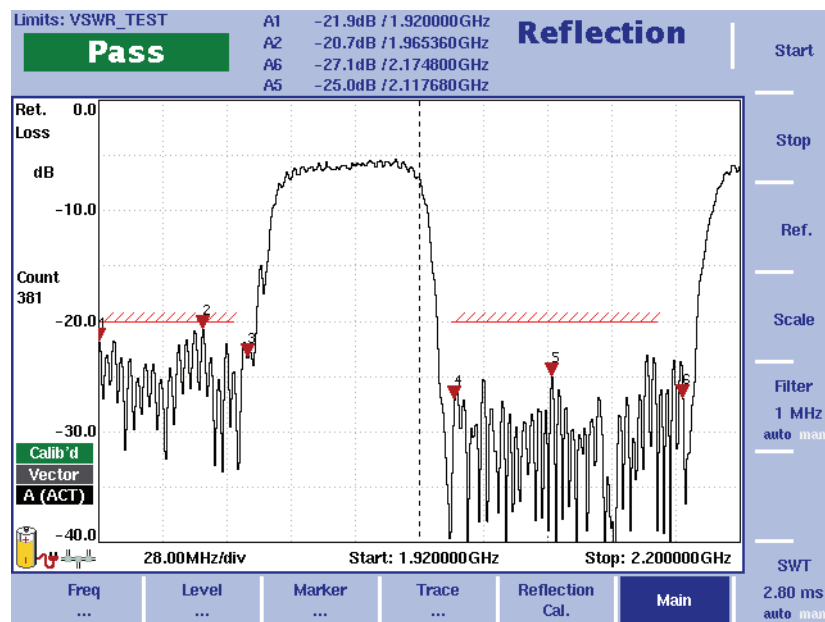 Limits: VSWR_TEST
Pass
A1 -21.9dB / 1.920000GHz
A2 -20.7dB / 1.965360GHz
A6 -27.1dB / 2.174800GHz
A5 -25.0dB / 2.117680GHz
Reflection
Start
Stop
Ref.
Scale
Filter
1 MHz
auto man
SWT
2.80 ms
auto man
Ret. 0.0
Loss
dB
-10.0
Count
381
-20.0
-30.0
-40.0
1
2
3
4
5
6
Calib'd
Vector
A (ACT)
28.00MHz/div Start: 1.920000GHz Stop: 2.200000GHz
Freq ...
Level ...
Marker ...
Trace ...
Reflection Cal.
Main